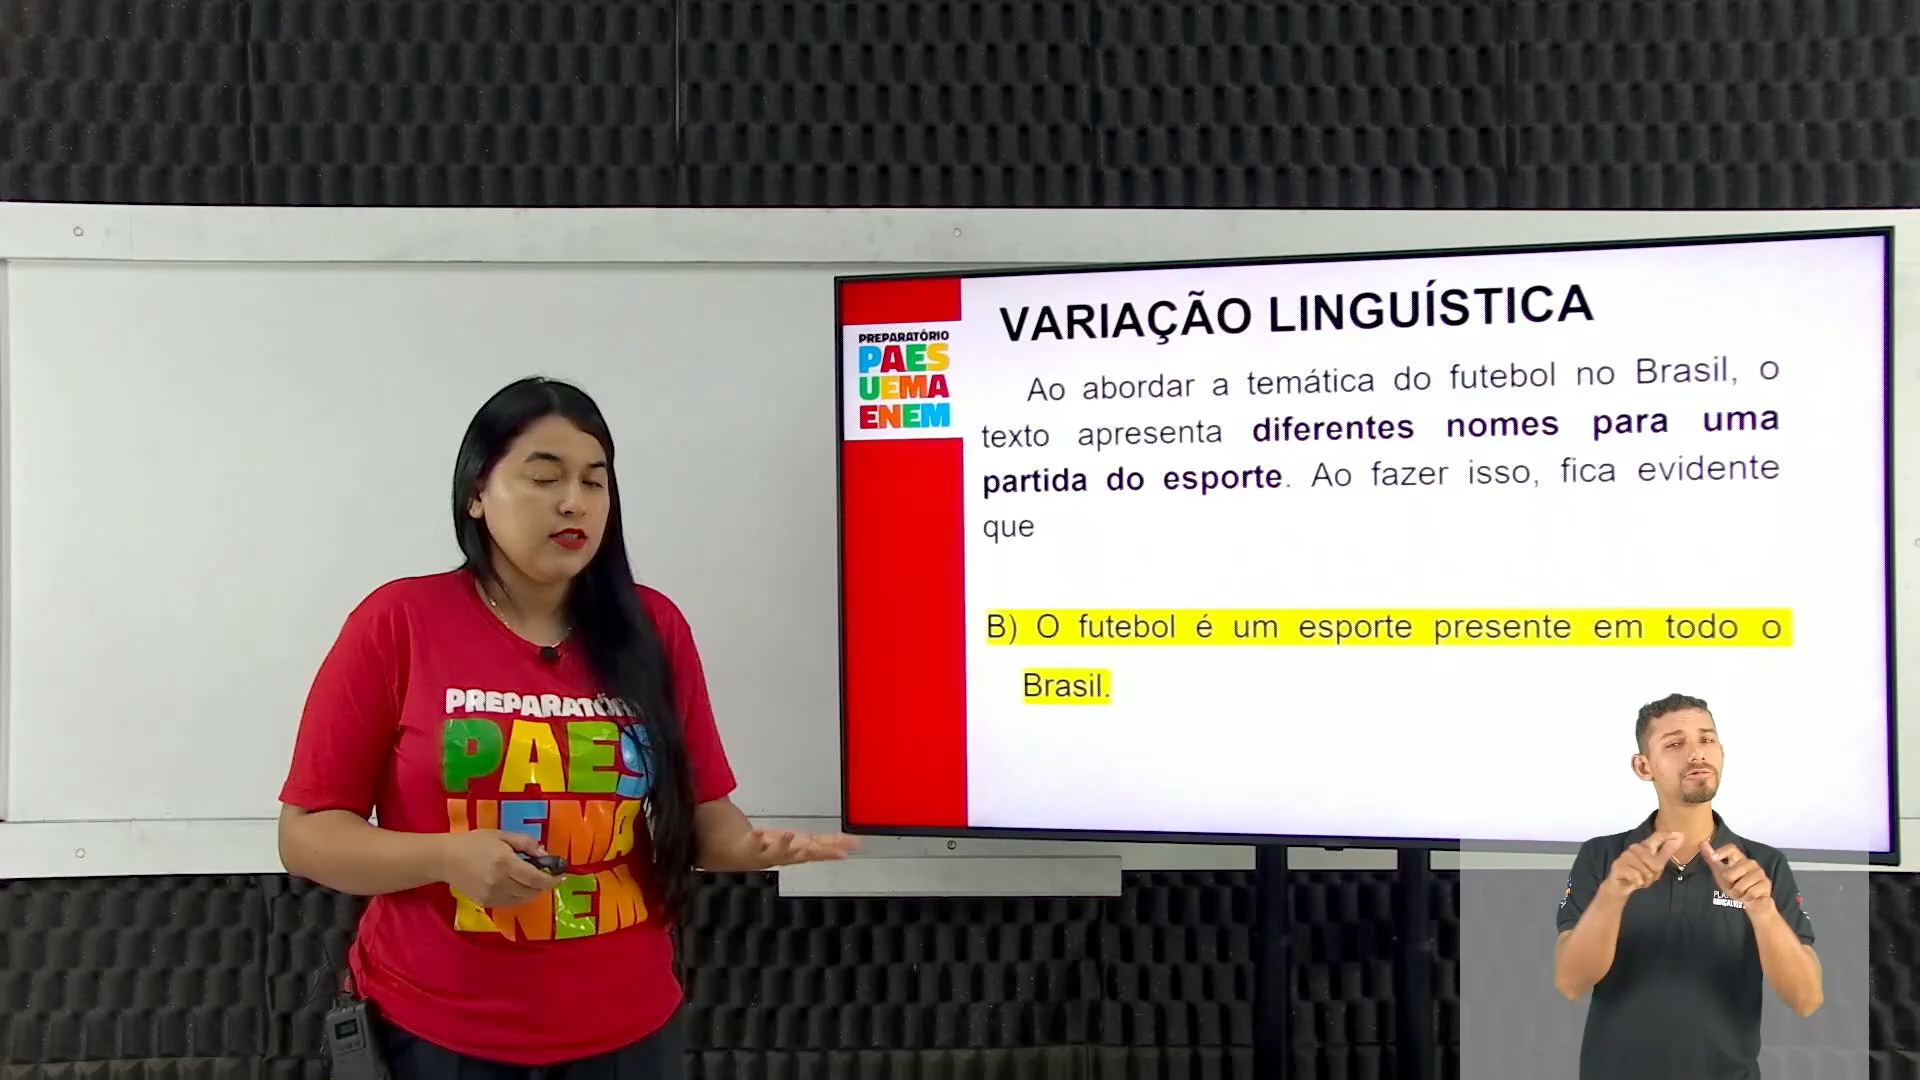 VARIAÇÃO LINGUÍSTICA
PREPARATÓRIO
PAES
UEMA
ENEM
Ao abordar a temática do futebol no Brasil, o
texto apresenta diferentes nomes para uma
partida do esporte. Ao fazer isso, fica evidente
que
B) O futebol é um esporte presente em todo o
Brasil.
PREPARATÓRI
PAES
UEMA
ENEM